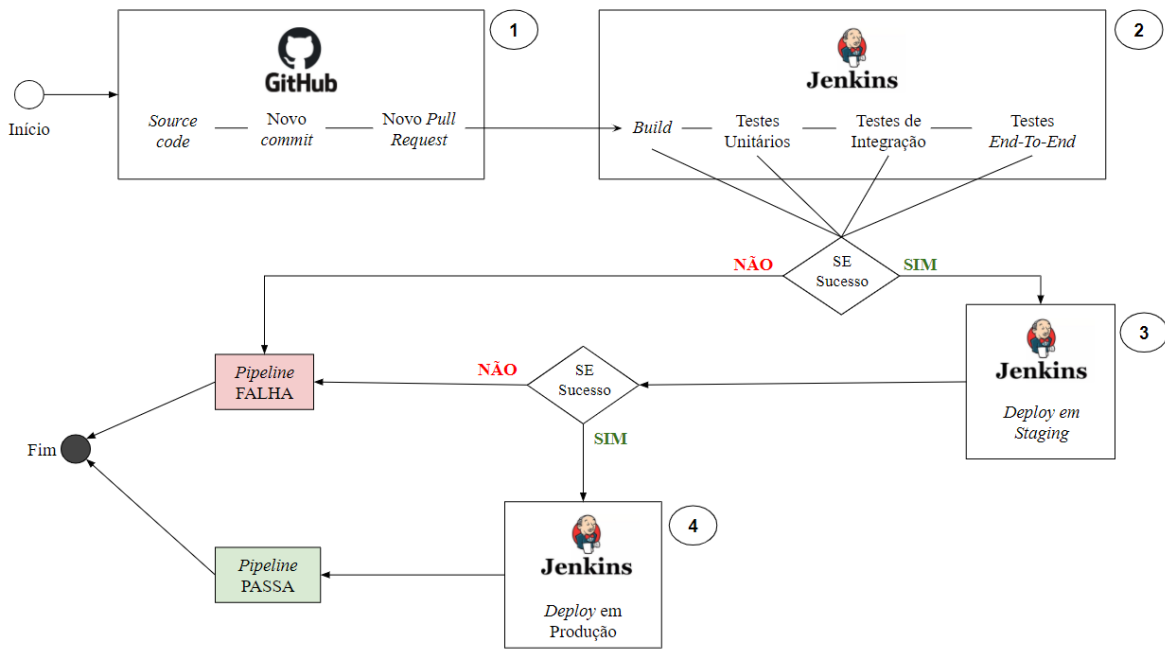 1
GitHub
Início
Source
code
Novo
commit
Novo Pull
Request
2
Jenkins
Build
Testes
Unitários
Testes de
Integração
Testes
End-To-End
SE
Sucesso
NÃO
SIM
3
Jenkins
Deploy em
Staging
SE
Sucesso
NÃO
SIM
Pipeline
FALHA
Fim
4
Jenkins
Deploy em
Produção
Pipeline
PASSA